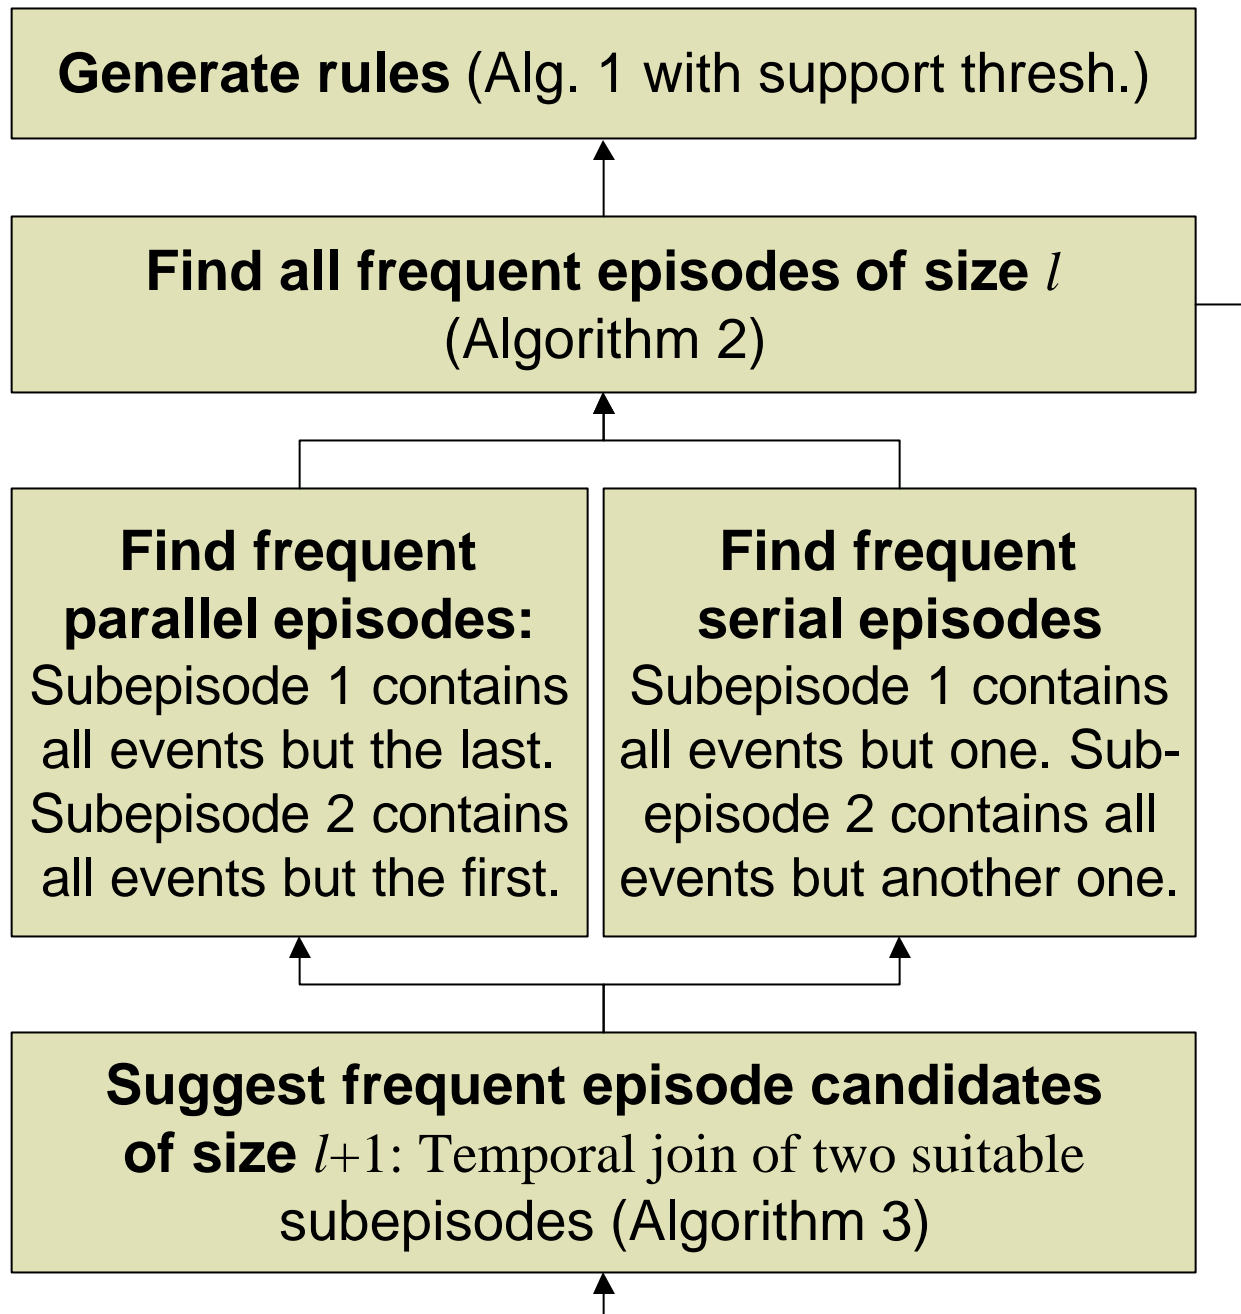 Generate rules (Alg. 1 with support thresh.)
Find all frequent episodes of size l
(Algorithm 2)
Find frequent
parallel episodes:
Subepisode 1 contains
all events but the last.
Subepisode 2 contains
all events but the first.
Find frequent
serial episodes
Subepisode 1 contains
all events but one. Sub-
episode 2 contains all
events but another one.
Suggest frequent episode candidates
of size l+1: Temporal join of two suitable
subepisodes (Algorithm 3)